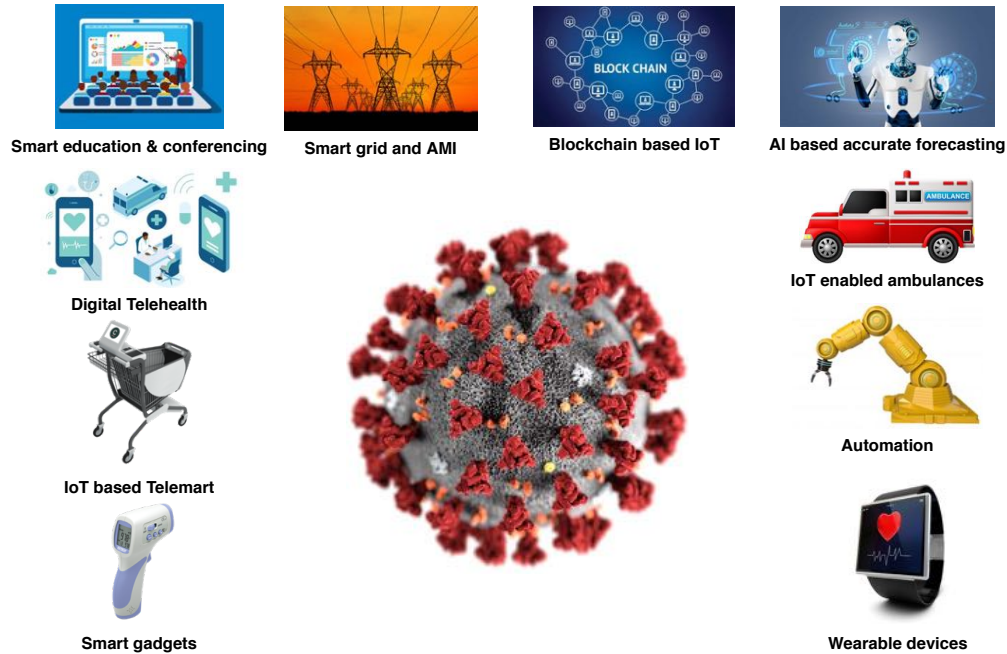 BLOCK CHAIN
Smart education & conferencing
Smart grid and AMI
Blockchain based IoT
AI based accurate forecasting
AMBULANCE
Digital Telehealth
IoT enabled ambulances
Automation
IoT based Telemart
Smart gadgets
Wearable devices